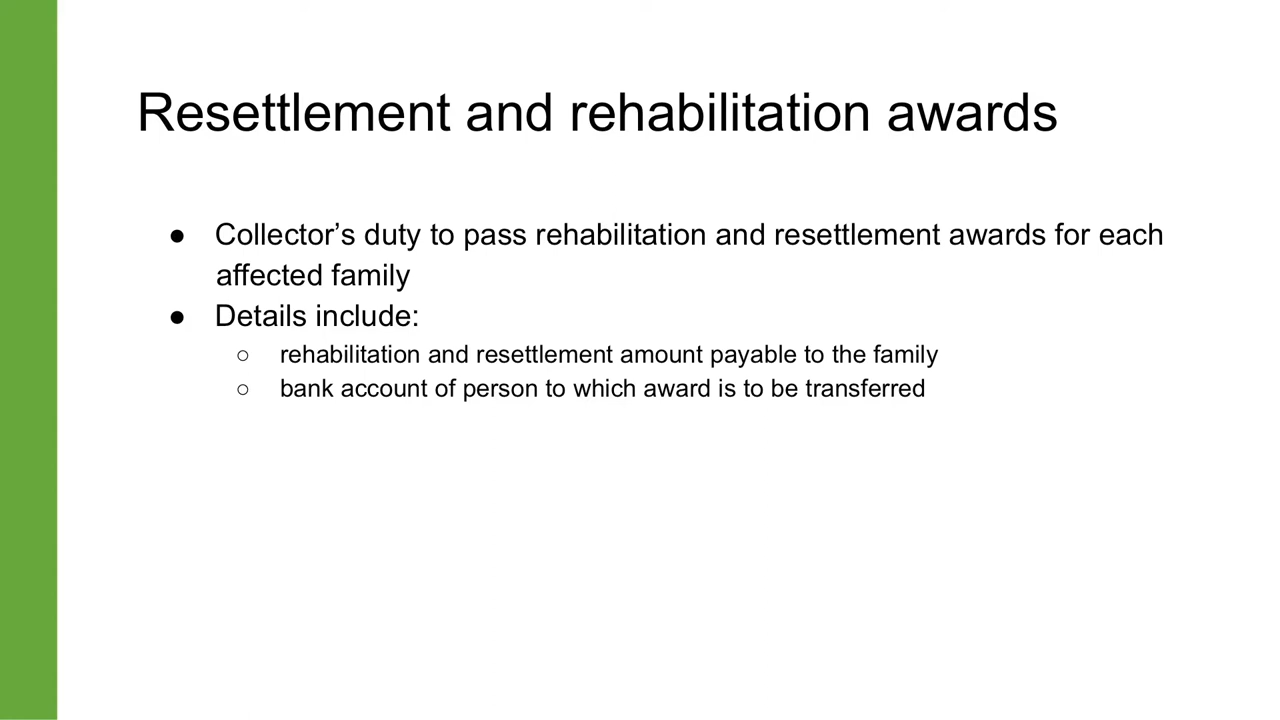 Resettlement and rehabilitation awards
● Collector’s duty to pass rehabilitation and resettlement awards for each
affected family
● Details include:
○ rehabilitation and resettlement amount payable to the family
○ bank account of person to which award is to be transferred